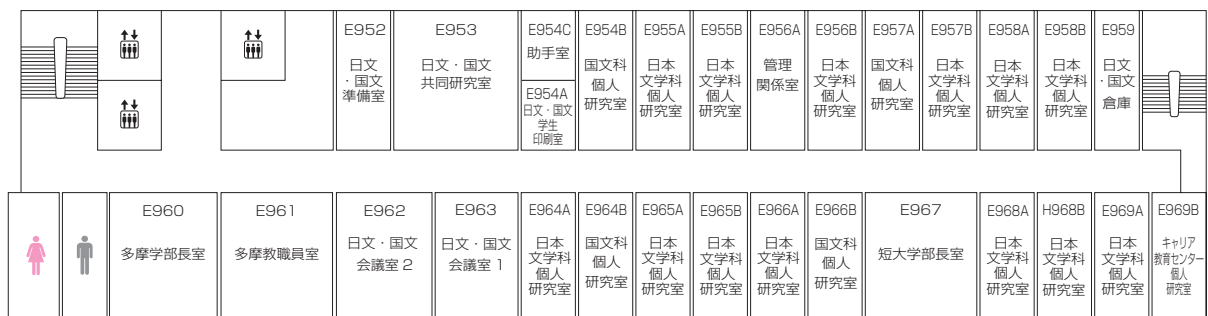 E952
日文
・国文
準備室
E953
日文・国文
共同研究室
E954C
助手室
E954A
日文・国文
学生
印刷室
E954B
国文科
個人
研究室
E955A
日本
文学科
個人
研究室
E955B
日本
文学科
個人
研究室
E956A
管理
関係室
E956B
日本
文学科
個人
研究室
E957A
国文科
個人
研究室
E957B
日本
文学科
個人
研究室
E958A
日本
文学科
個人
研究室
E958B
日本
文学科
個人
研究室
E959
日文
・国文
倉庫
E960
多摩学部長室
E961
多摩教職員室
E962
日文・国文
会議室 2
E963
日文・国文
会議室 1
E964A
日本
文学科
個人
研究室
E964B
国文科
個人
研究室
E965A
日本
文学科
個人
研究室
E965B
日本
文学科
個人
研究室
E966A
日本
文学科
個人
研究室
E966B
国文科
個人
研究室
E967
短大学部長室
E968A
日本
文学科
個人
研究室
H968B
日本
文学科
個人
研究室
E969A
日本
文学科
個人
研究室
E969B
キャリア
教育センター
個人
研究室